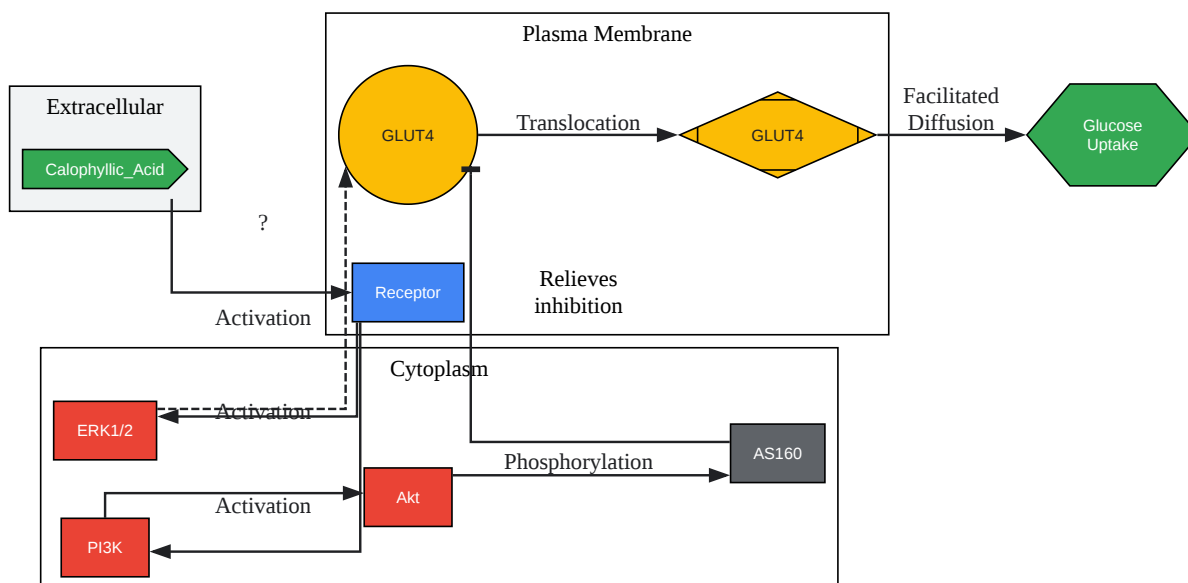 Plasma Membrane
Extracellular
Calophyllic_Acid
GLUT4
Translocation
GLUT4
Facilitated
Diffusion
Glucose
Uptake
?
Receptor
Relieves
inhibition
Activation
Cytoplasm
Activation
ERK1/2
AS160
Phosphorylation
Akt
Activation
PI3K